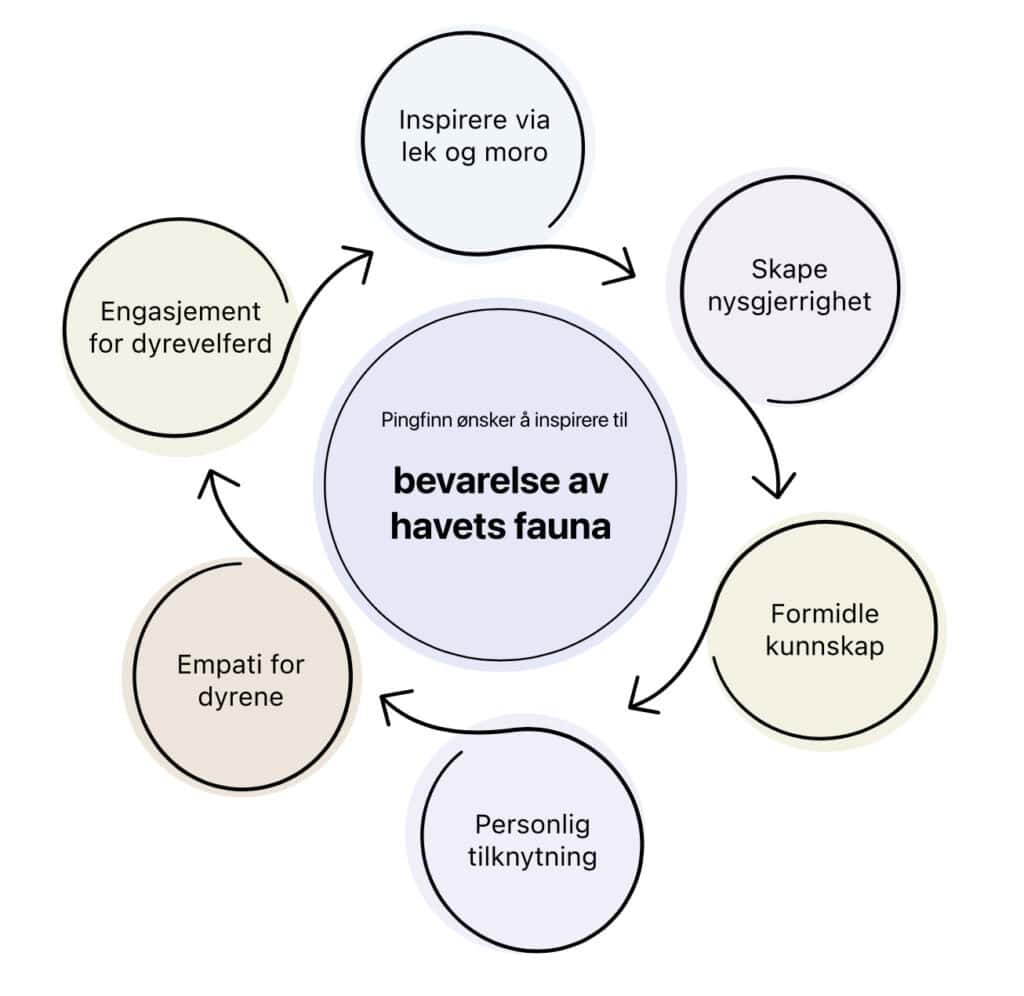 Inspirere via
lek og moro
Skape
nysgjerrighet
Formidle
kunnskap
Personlig
tilknytning
Empati for
dyrene
Engasjement
for dyrevelferd
Pingfinn ønsker å inspirere til
bevarelse av
havets fauna